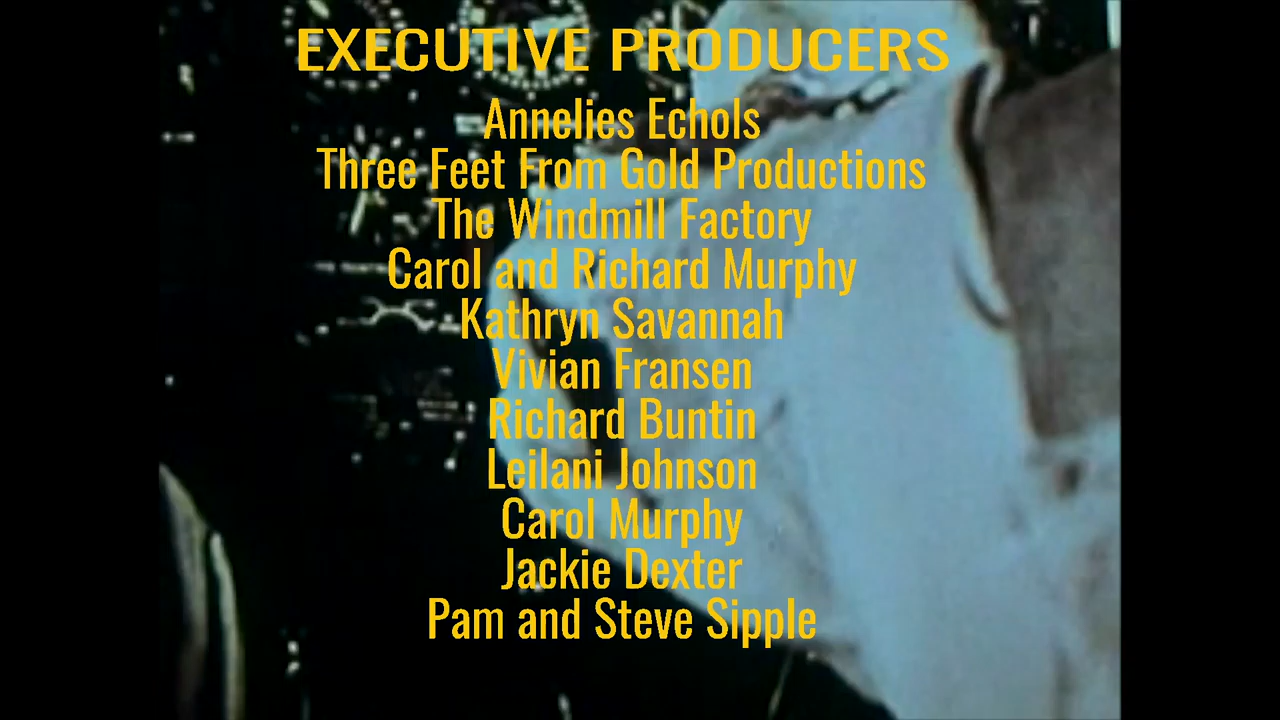 EXECUTIVE PRODUCERS
Annelies Echols
Three Feet From Gold Productions
The Windmill Factory
Carol and Richard Murphy
Kathryn Savannah
Vivian Fransen
Richard Buntin
Leilani Johnson
Carol Murphy
Jackie Dexter
Pam and Steve Sipple